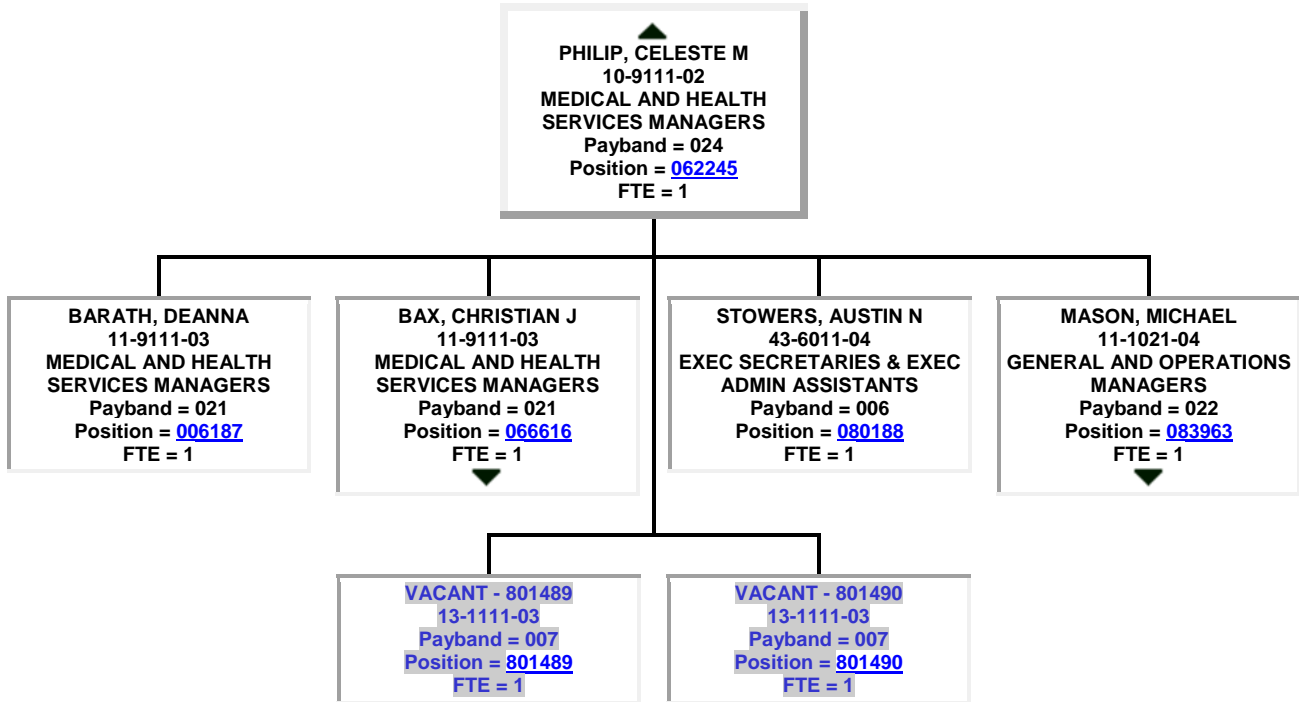 PHILIP, CELESTE M
10-9111-02
MEDICAL AND HEALTH
SERVICES MANAGERS
Payband = 024
Position = 062245
FTE = 1
BARATH, DEANNA
11-9111-03
MEDICAL AND HEALTH
SERVICES MANAGERS
Payband = 021
Position = 006187
FTE = 1
BAX, CHRISTIAN J
11-9111-03
MEDICAL AND HEALTH
SERVICES MANAGERS
Payband = 021
Position = 066616
FTE = 1
STOWERS, AUSTIN N
43-6011-04
EXEC SECRETARIES & EXEC
ADMIN ASSISTANTS
Payband = 006
Position = 080188
FTE = 1
MASON, MICHAEL
11-1021-04
GENERAL AND OPERATIONS
MANAGERS
Payband = 022
Position = 083963
FTE = 1
VACANT - 801489
13-1111-03
Payband = 007
Position = 801489
FTE = 1
VACANT - 801490
13-1111-03
Payband = 007
Position = 801490
FTE = 1